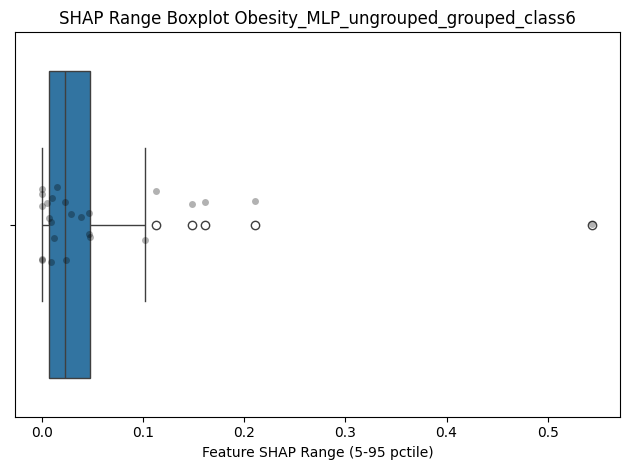 SHAP Range Boxplot Obesity_MLP_ungrouped_grouped_class6
0.0 0.1 0.2 0.3 0.4 0.5
Feature SHAP Range (5-95 pctile)